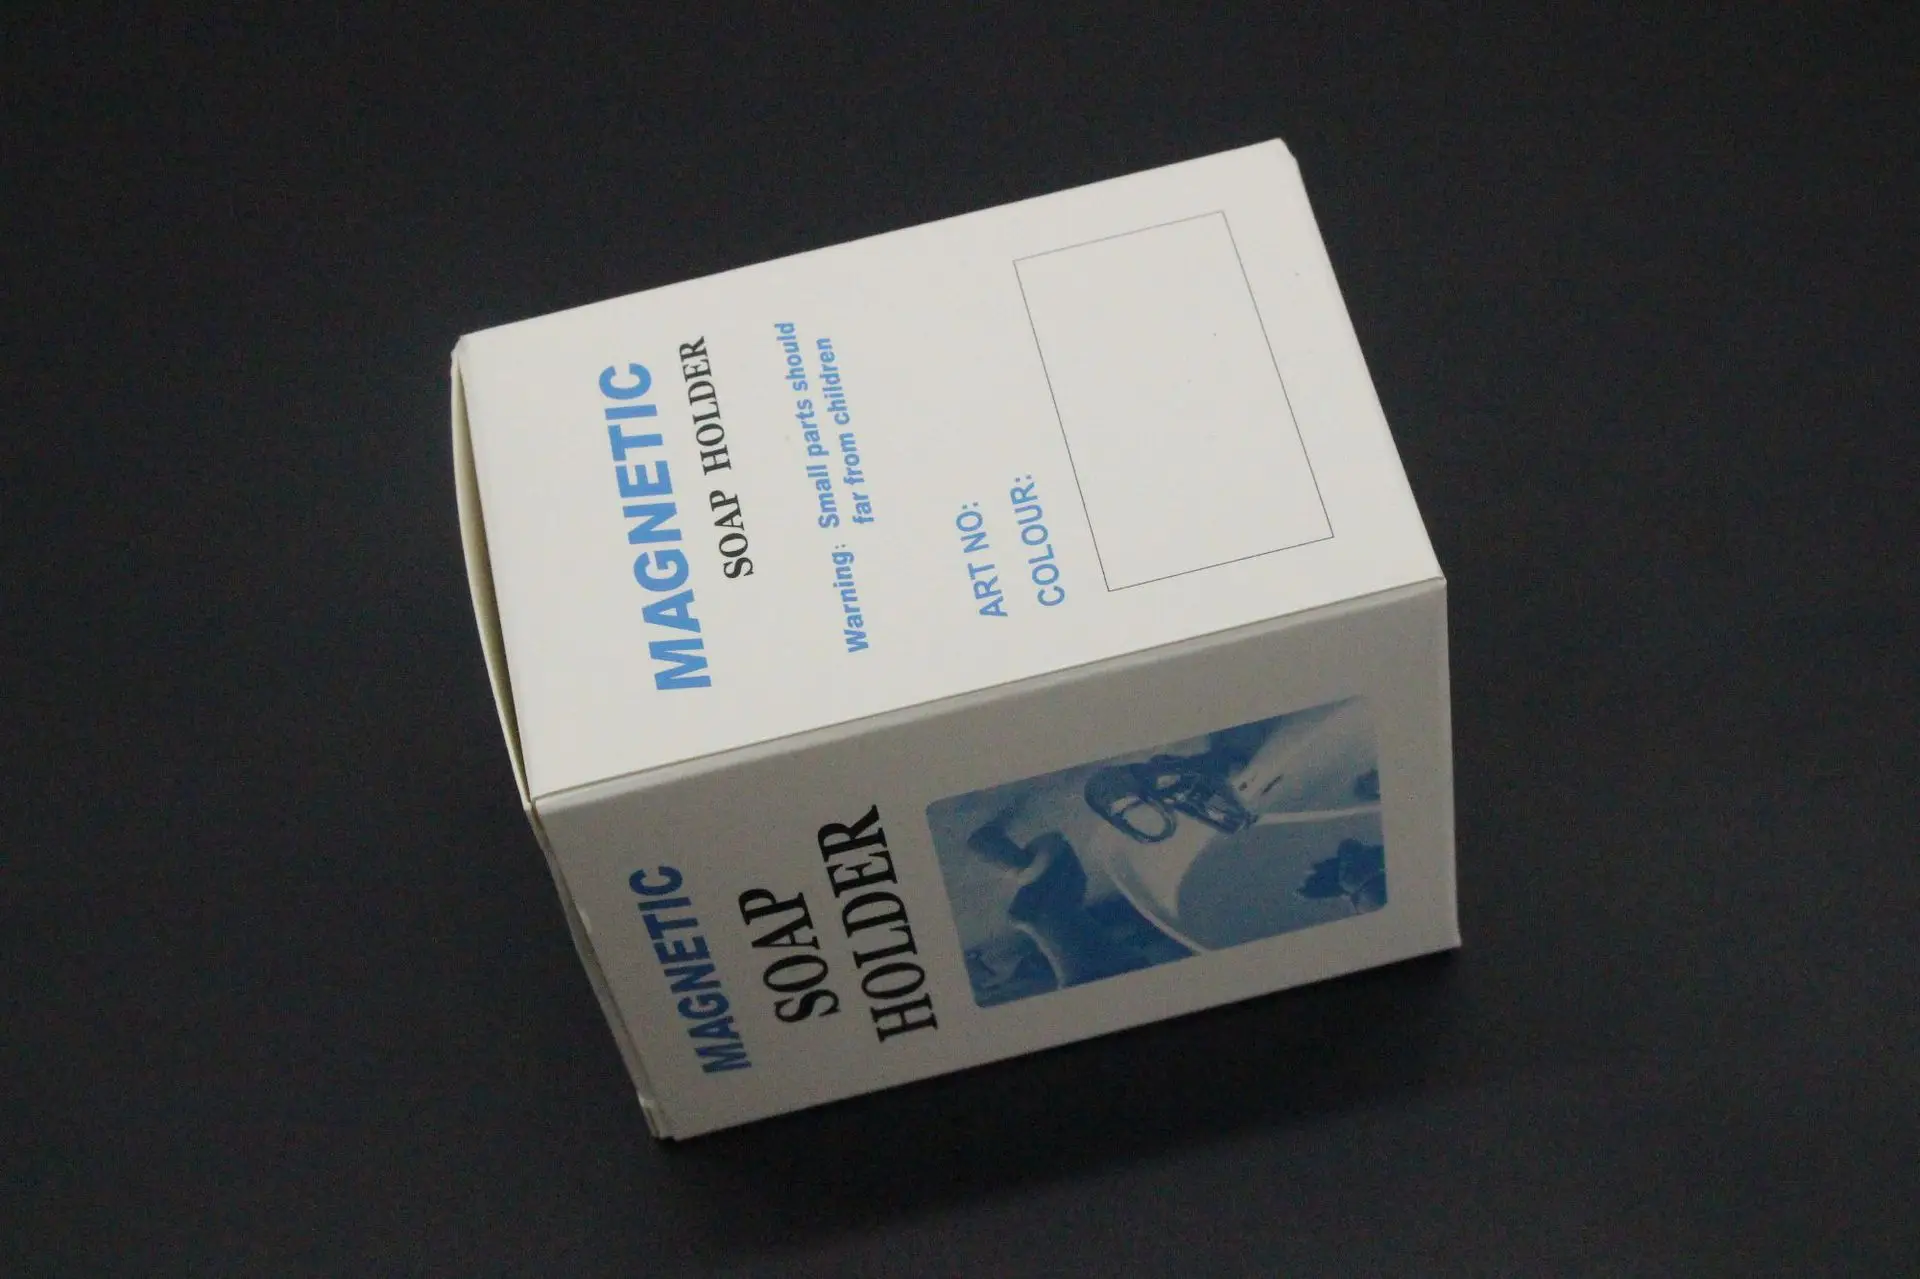 MAGNETIC
SOAP HOLDER
Warning: Small parts should
far from children
ART NO:
COLOUR:
MAGNETIC
SOAP
HOLDER